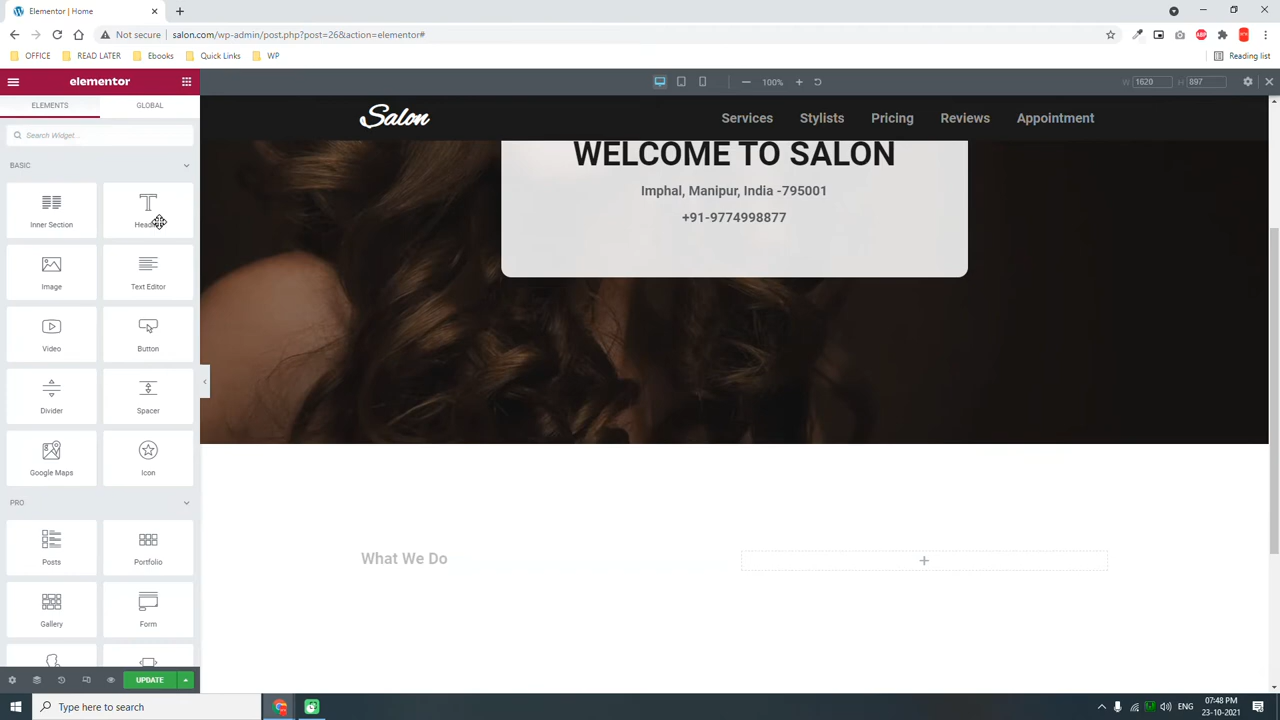 Elementor | Home
Not secure | salon.com/wp-admin/post.php?post=26&action=elementor#
OFFICE READ LATER Ebooks Quick Links WP Reading list
elementor
100% W 1620 H 897
ELEMENTS GLOBAL
Search Widget...
BASIC
Inner Section
Image Text Editor
Video Button
Divider Spacer
Google Maps Icon
PRO
Posts Portfolio
Gallery Form
UPDATE
Salon Services Stylists Pricing Reviews Appointment
WELCOME TO SALON
Imphal, Manipur, India -795001
+91-9774998877
What We Do
Type here to search
ENG
07:48 PM
23-10-2021